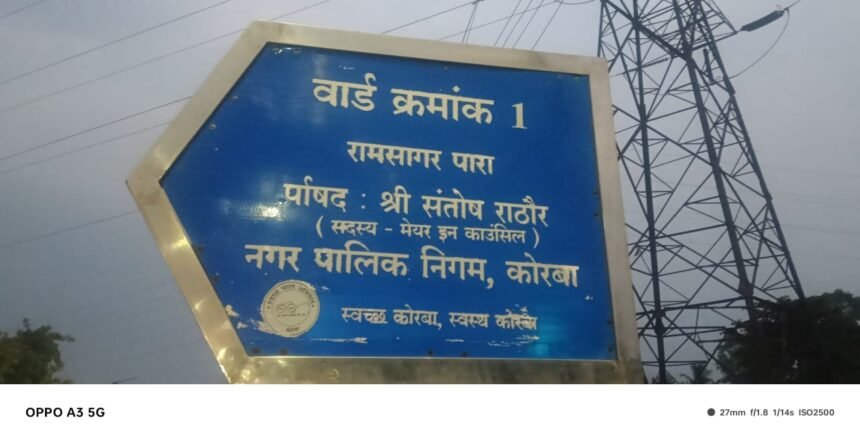 वार्ड क्रमांक 1
रामसागर पारा
र्पाषद : श्री संतोष राठौर
( सदस्य - मेयर इन काउंसिल )
नगर पालिक निगम, कोरबा
स्वच्छ कोरबा, स्वस्थ कोरबा
OPPO A3 5G
27mm f/1.8 1/14s ISO2500